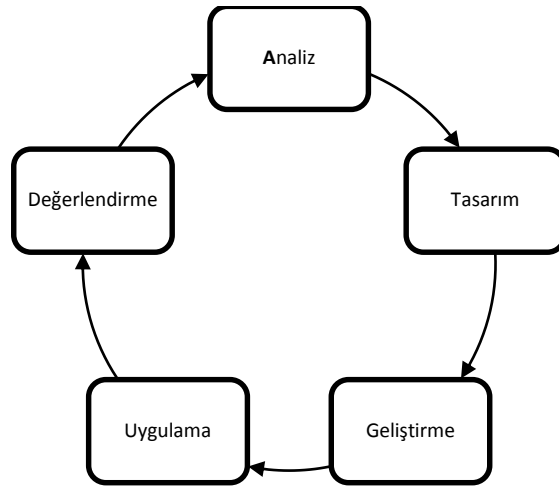 Analiz
Tasarım
Geliştirme
Uygulama
Değerlendirme